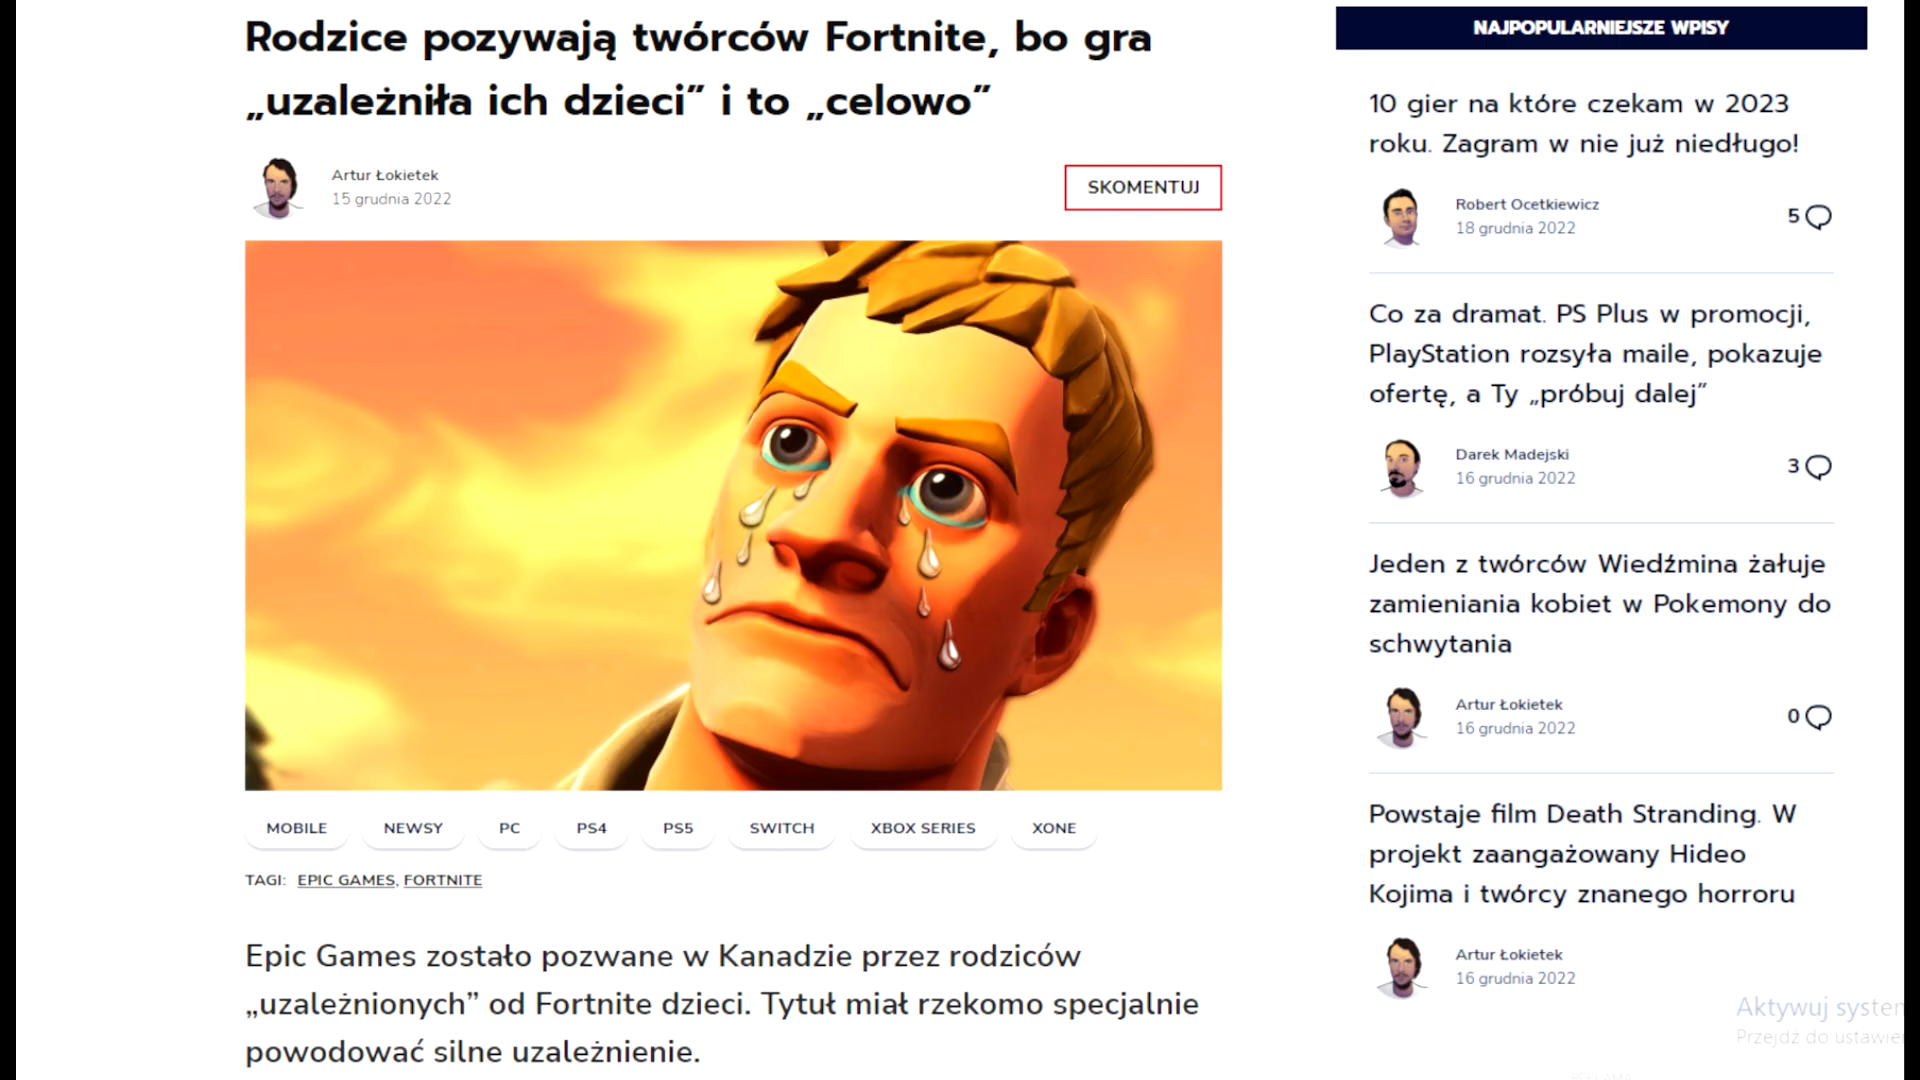 Rodzice pozywają twórców Fortnite, bo gra
„uzależniła ich dzieci” i to „celowo”
Artur Łokietek
15 grudnia 2022
SKOMENTUJ
MOBILE NEWSY PC PS4 PS5 SWITCH XBOX SERIES XONE
TAGI: EPIC GAMES, FORTNITE
Epic Games zostało pozwane w Kanadzie przez rodziców
„uzależnionych” od Fortnite dzieci. Tytuł miał rzekomo specjalnie
powodować silne uzależnienie.
NAJPOPULARNIEJSZE WPISY
10 gier na które czekam w 2023
roku. Zagram w nie już niedługo!
Robert Ocetkiewicz
18 grudnia 2022
5
Co za dramat. PS Plus w promocji,
PlayStation rozsyła maile, pokazuje
ofertę, a Ty „próbuj dalej”
Darek Madejski
16 grudnia 2022
3
Jeden z twórców Wiedźmina żałuje
zamieniania kobiet w Pokemony do
schwytania
Artur Łokietek
16 grudnia 2022
0
Powstaje film Death Stranding. W
projekt zaangażowany Hideo
Kojima i twórcy znanego horroru
Artur Łokietek
16 grudnia 2022
Aktywuj system
Przejdź do ustawie